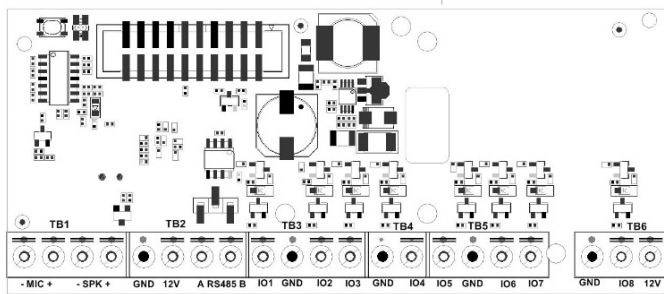 TB1 TB2 TB3 TB4 TB5 TB6
- MIC + - SPK + GND 12V A RS485 B IO1 GND IO2 IO3 GND IO4 IO5 GND IO6 IO7 GND IO8 12V